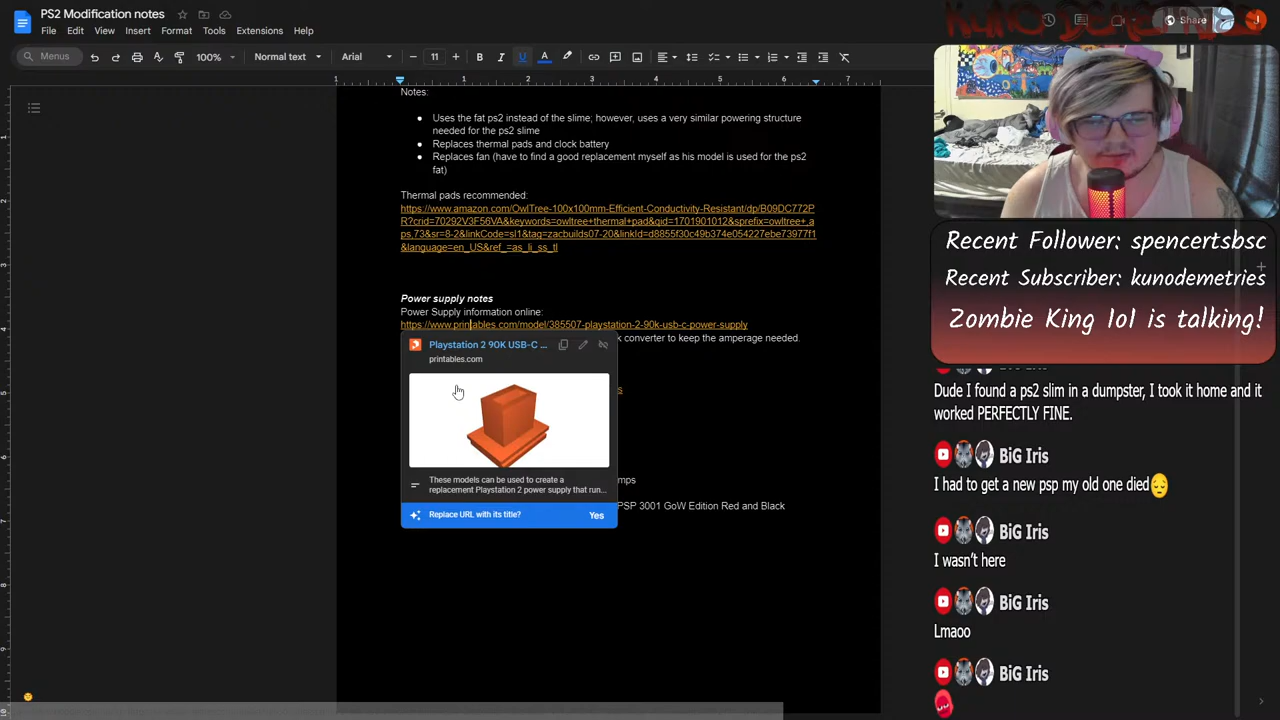 PS2 Modification notes
File Edit View Insert Format Tools Extensions Help
Share
J
Menus
100%
Normal text
Arial
11
1 1 2 3 4 5 6 7
Notes:
● Uses the fat ps2 instead of the slime; however, uses a very similar powering structure
needed for the ps2 slime
● Replaces thermal pads and clock battery
● Replaces fan (have to find a good replacement myself as his model is used for the ps2
fat)
Thermal pads recommended:
https://www.amazon.com/OwlTree-100x100mm-Efficient-Conductivity-Resistant/dp/B09DC772P
R?crid=70292V3F56VA&keywords=owltree+thermal+pad&qid=1701901012&sprefix=owltree+,a
ps,73&sr=8-2&linkCode=sl1&tag=zacbuilds07-20&linkId=d8855f30c49b374e054227ebe73977f1
&language=en_US&ref_=as_li_ss_tl
Power supply notes
Power Supply information online:
https://www.printables.com/model/385507-playstation-2-90k-usb-c-power-supply
k converter to keep the amperage needed.
Playstation 2 90K USB-C ...
printables.com
s
These models can be used to create a
replacement Playstation 2 power supply that run...
mps
PSP 3001 GoW Edition Red and Black
Replace URL with its title?
Yes
Recent Follower: spencertsbsc
Recent Subscriber: kunodemetries
Zombie King lol is talking!
Dude I found a ps2 slim in a dumpster, I took it home and it
worked PERFECTLY FINE.
BiG Iris
I had to get a new psp my old one died😔
BiG Iris
I wasn't here
BiG Iris
Lmaoo
BiG Iris